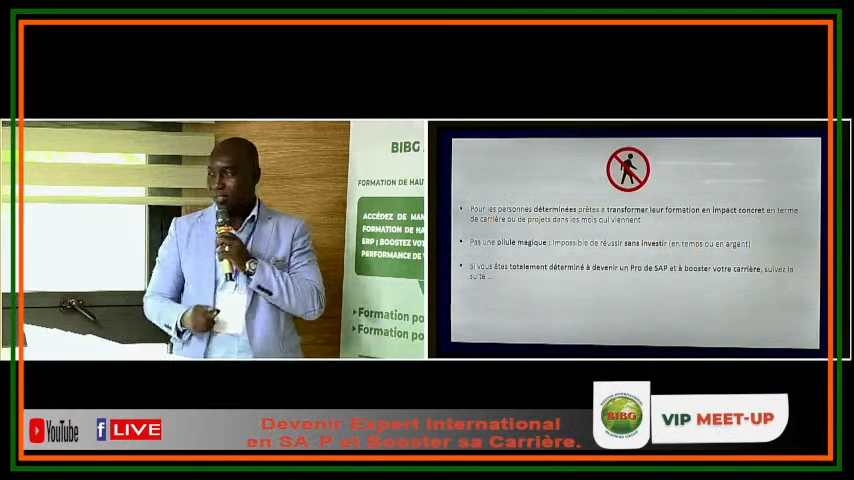 BIBG
FORMATION DE HAU
ACCÉDEZ DE MAN
FORMATION DE HA
ERP : BOOSTEZ VOT
PERFORMANCE DE
Formation po
Formation po
• Pour les personnes déterminées prêtes à transformer leur formation en impact concret en terme
de carrière ou de projets dans les mois qui viennent
• Pas une pilule magique : Impossible de réussir sans investir (en temps ou en argent)
• Si vous êtes totalement déterminé à devenir un Pro de SAP et à booster votre carrière, suivez la
suite ...
YouTube
f LIVE
Devenir Expert International
en SA P et Booster sa Carrière.
BIBG
VIP MEET-UP